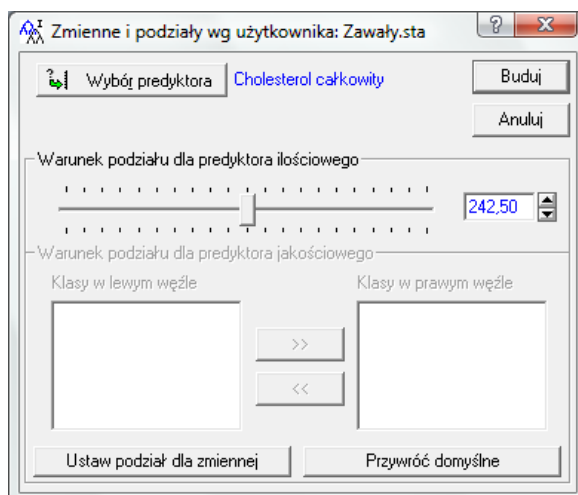 Zmienne i podziały wg użytkownika: Zawały.sta
?
X
Wybór predyktora
Cholesterol całkowity
Buduj
Anuluj
Warunek podziału dla predyktora ilościowego
242,50
Warunek podziału dla predyktora jakościowego
Klasy w lewym węźle
Klasy w prawym węźle
>>
<<
Ustaw podział dla zmiennej
Przywróć domyślne